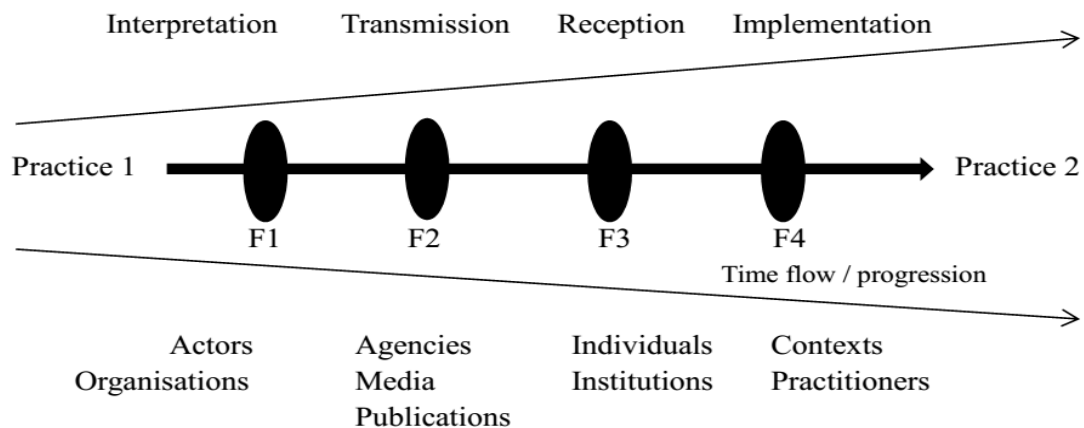 Interpretation Transmission Reception Implementation
Practice 1 Practice 2
F1 F2 F3 F4
Time flow / progression
Actors Agencies Individuals Contexts
Organisations Media Institutions Practitioners
Publications